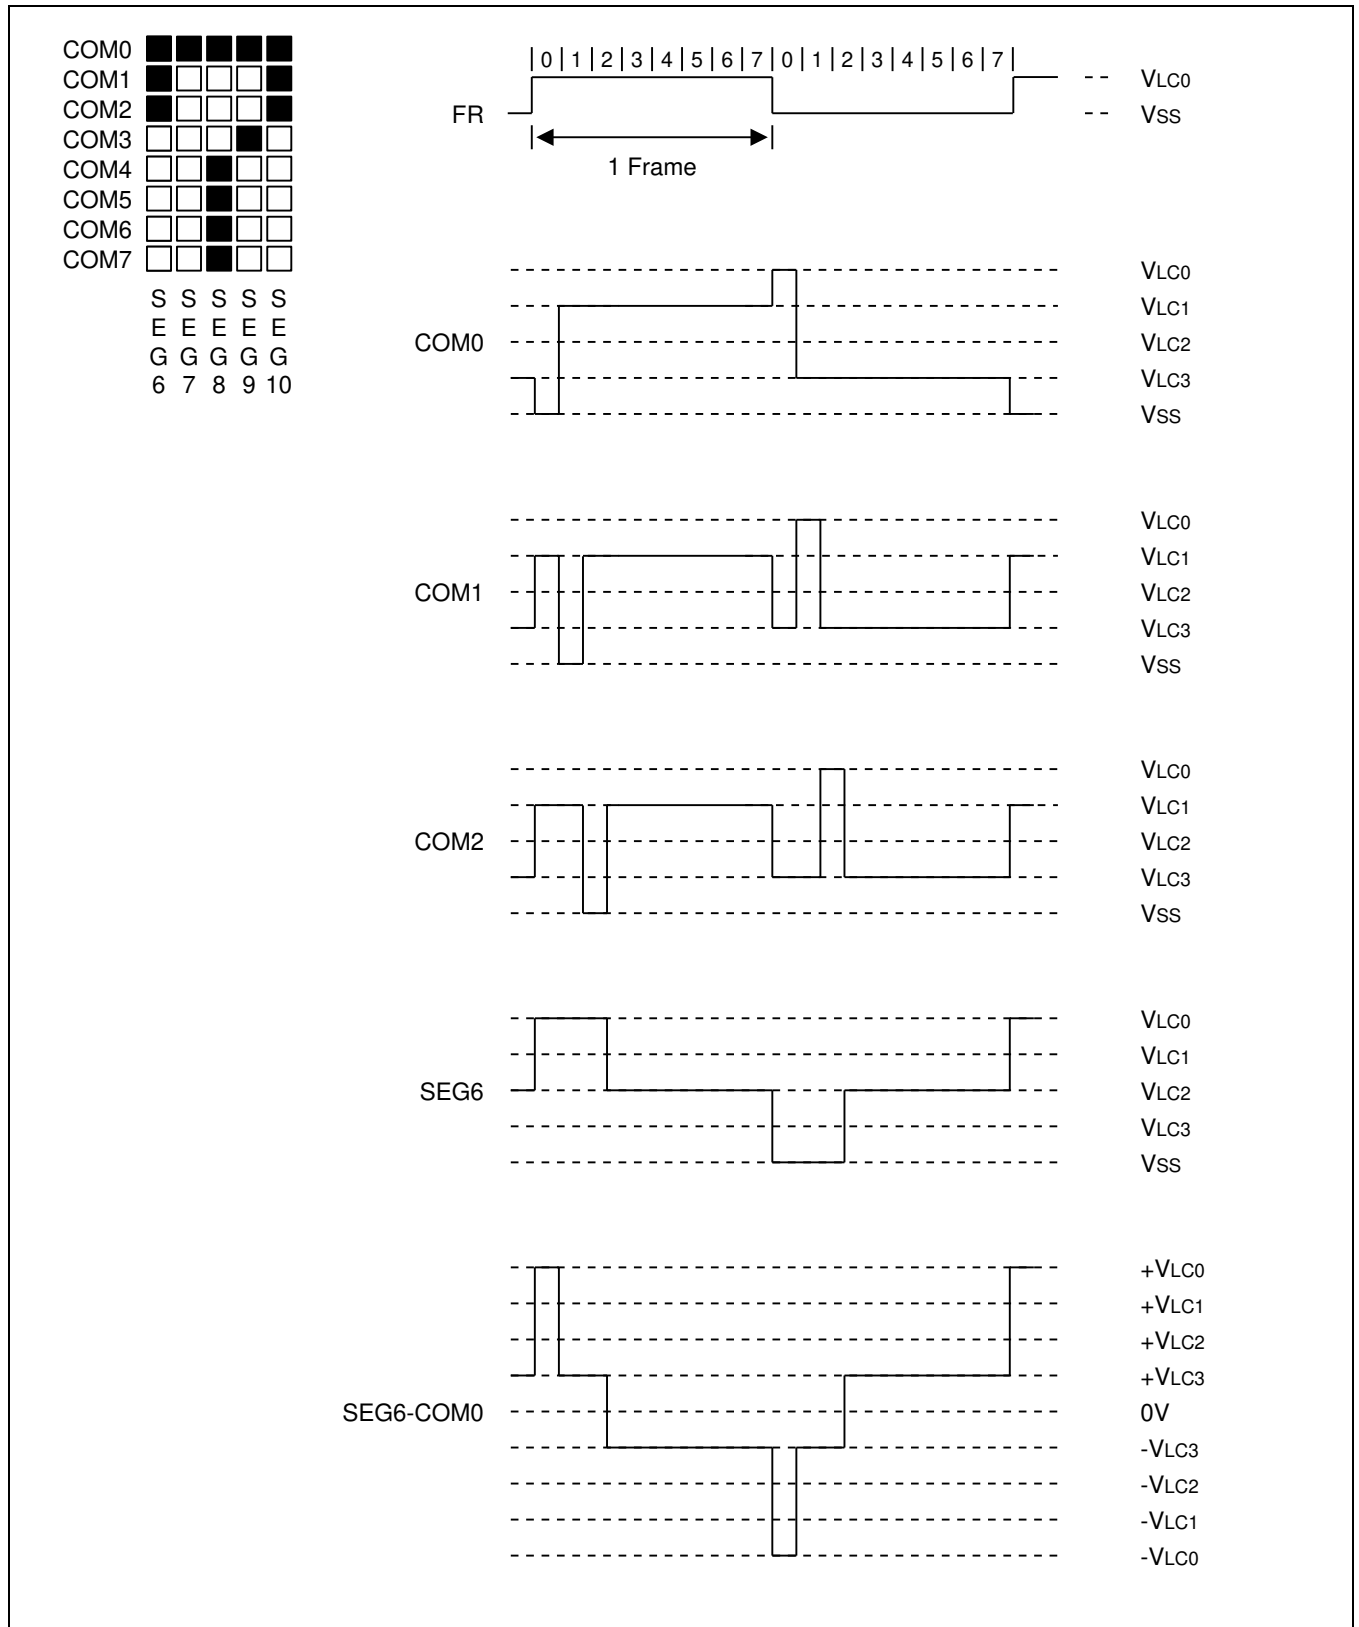 COM0
COM1
COM2
COM3
COM4
COM5
COM6
COM7
S S S S S
E E E E E
G G G G G
6 7 8 9 10
| 0 | 1 | 2 | 3 | 4 | 5 | 6 | 7 | 0 | 1 | 2 | 3 | 4 | 5 | 6 | 7 |
FR
VLC0
VSS
1 Frame
COM0
VLC0
VLC1
VLC2
VLC3
VSS
COM1
VLC0
VLC1
VLC2
VLC3
VSS
COM2
VLC0
VLC1
VLC2
VLC3
VSS
SEG6
VLC0
VLC1
VLC2
VLC3
VSS
SEG6-COM0
+VLC0
+VLC1
+VLC2
+VLC3
0V
-VLC3
-VLC2
-VLC1
-VLC0